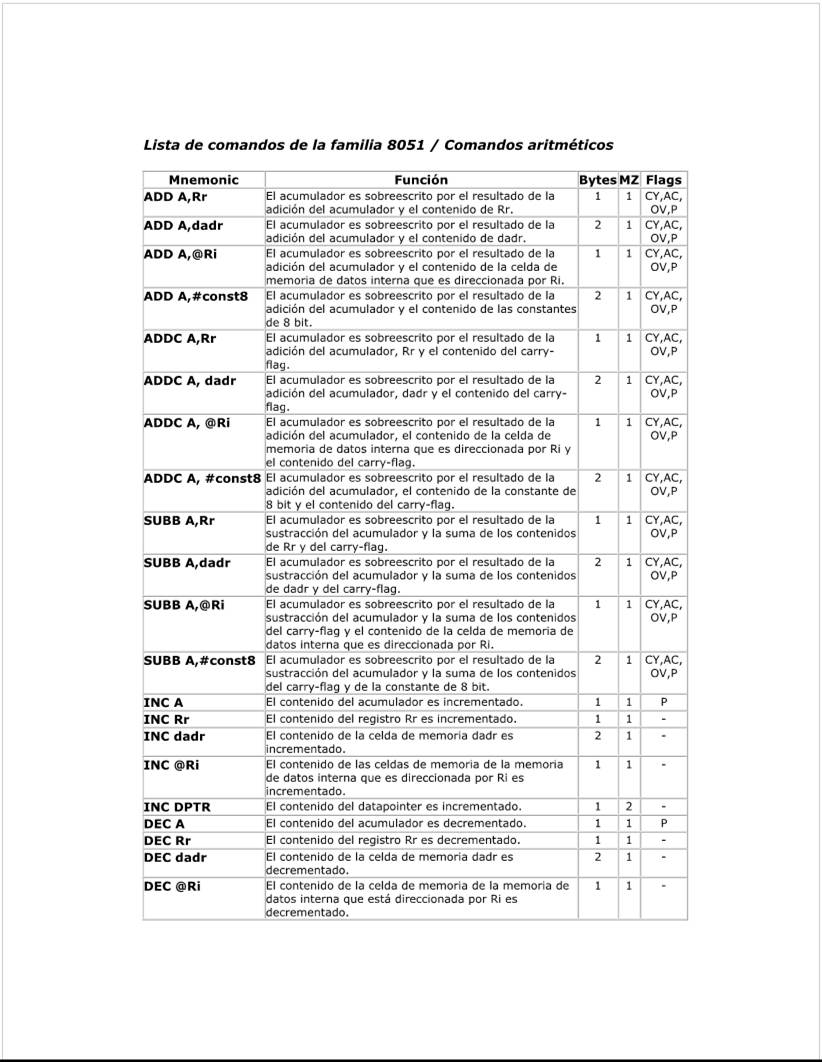 Lista de comandos de la familia 8051 / Comandos aritméticos
Mnemonic Función Bytes MZ Flags
ADD A,Rr El acumulador es sobreescrito por el resultado de la 1 1 CY,AC,
adición del acumulador y el contenido de Rr. OV,P
ADD A,dadr El acumulador es sobreescrito por el resultado de la 2 1 CY,AC,
adición del acumulador y el contenido de dadr. OV,P
ADD A,@Ri El acumulador es sobreescrito por el resultado de la 1 1 CY,AC,
adición del acumulador y el contenido de la celda de OV,P
memoria de datos interna que es direccionada por Ri.
ADD A,#const8 El acumulador es sobreescrito por el resultado de la 2 1 CY,AC,
adición del acumulador y el contenido de las constantes OV,P
de 8 bit.
ADDC A,Rr El acumulador es sobreescrito por el resultado de la 1 1 CY,AC,
adición del acumulador, Rr y el contenido del carry- OV,P
flag.
ADDC A, dadr El acumulador es sobreescrito por el resultado de la 2 1 CY,AC,
adición del acumulador, dadr y el contenido del carry- OV,P
flag.
ADDC A, @Ri El acumulador es sobreescrito por el resultado de la 1 1 CY,AC,
adición del acumulador, el contenido de la celda de OV,P
memoria de datos interna que es direccionada por Ri y
el contenido del carry-flag.
ADDC A, #const8 El acumulador es sobreescrito por el resultado de la 2 1 CY,AC,
adición del acumulador, el contenido de la constante de OV,P
8 bit y el contenido del carry-flag.
SUBB A,Rr El acumulador es sobreescrito por el resultado de la 1 1 CY,AC,
sustracción del acumulador y la suma de los contenidos OV,P
de Rr y del carry-flag.
SUBB A,dadr El acumulador es sobreescrito por el resultado de la 2 1 CY,AC,
sustracción del acumulador y la suma de los contenidos OV,P
de dadr y del carry-flag.
SUBB A,@Ri El acumulador es sobreescrito por el resultado de la 1 1 CY,AC,
sustracción del acumulador y la suma de los contenidos OV,P
del carry-flag y el contenido de la celda de memoria de
datos interna que es direccionada por Ri.
SUBB A,#const8 El acumulador es sobreescrito por el resultado de la 2 1 CY,AC,
sustracción del acumulador y la suma de los contenidos OV,P
del carry-flag y de la constante de 8 bit.
INC A El contenido del acumulador es incrementado. 1 1 P
INC Rr El contenido del registro Rr es incrementado. 1 1 -
INC dadr El contenido de la celda de memoria dadr es 2 1 -
incrementado.
INC @Ri El contenido de las celdas de memoria de la memoria 1 1 -
de datos interna que es direccionada por Ri es
incrementado.
INC DPTR El contenido del datapointer es incrementado. 1 2 -
DEC A El contenido del acumulador es decrementado. 1 1 P
DEC Rr El contenido del registro Rr es decrementado. 1 1 -
DEC dadr El contenido de la celda de memoria dadr es 2 1 -
decrementado.
DEC @Ri El contenido de la celda de memoria de la memoria de 1 1 -
datos interna que está direccionada por Ri es
decrementado.